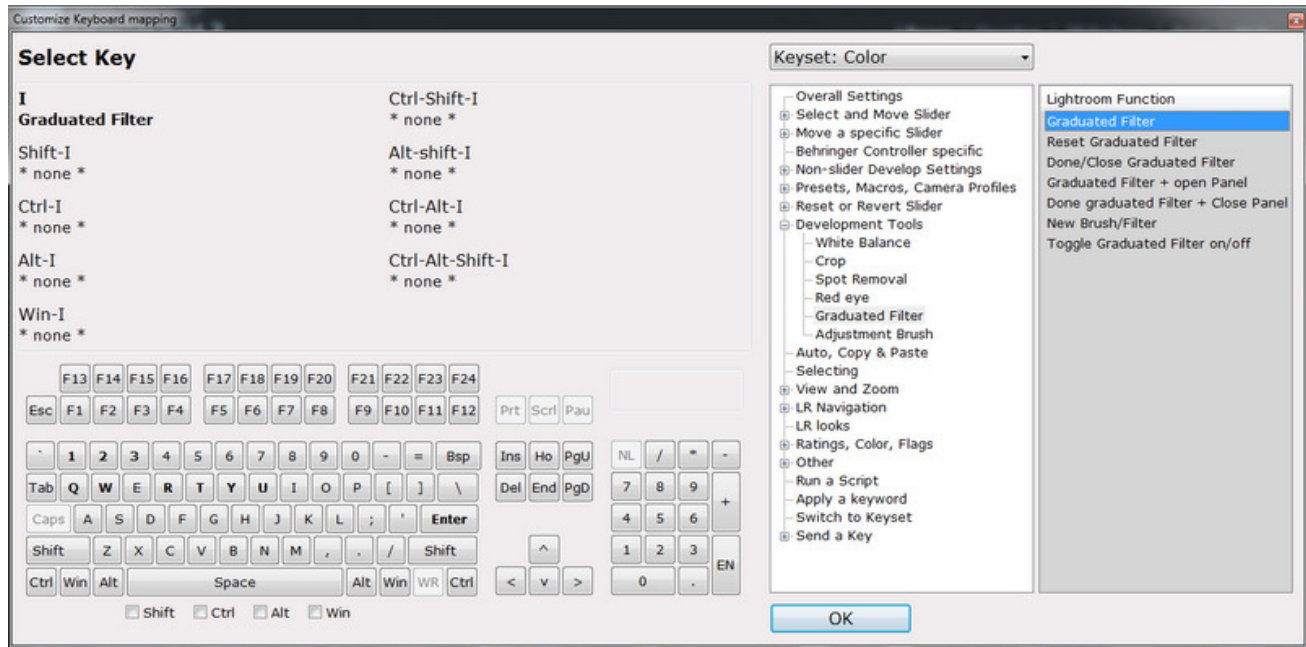 Customize Keyboard mapping
Select Key
Keyset: Color
I
Graduated Filter
Shift-I
* none *
Ctrl-I
* none *
Alt-I
* none *
Win-I
* none *
Ctrl-Shift-I
* none *
Alt-shift-I
* none *
Ctrl-Alt-I
* none *
Ctrl-Alt-Shift-I
* none *
F13 F14 F15 F16 F17 F18 F19 F20 F21 F22 F23 F24
Esc F1 F2 F3 F4 F5 F6 F7 F8 F9 F10 F11 F12 Prt Scrl Pau
` 1 2 3 4 5 6 7 8 9 0 - = Bsp Ins Ho PgU NL / * -
Tab Q W E R T Y U I O P [ ] \ Del End PgD 7 8 9 +
Caps A S D F G H J K L ; ' Enter 4 5 6
Shift Z X C V B N M , . / Shift ^ 1 2 3 EN
Ctrl Win Alt Space Alt Win WR Ctrl < v > 0 .
Shift Ctrl Alt Win
Overall Settings
Select and Move Slider
Move a specific Slider
Behringer Controller specific
Non-slider Develop Settings
Presets, Macros, Camera Profiles
Reset or Revert Slider
Development Tools
White Balance
Crop
Spot Removal
Red eye
Graduated Filter
Adjustment Brush
Auto, Copy & Paste
Selecting
View and Zoom
LR Navigation
LR looks
Ratings, Color, Flags
Other
Run a Script
Apply a keyword
Switch to Keyset
Send a Key
Lightroom Function
Graduated Filter
Reset Graduated Filter
Done/Close Graduated Filter
Graduated Filter + open Panel
Done graduated Filter + Close Panel
New Brush/Filter
Toggle Graduated Filter on/off
OK